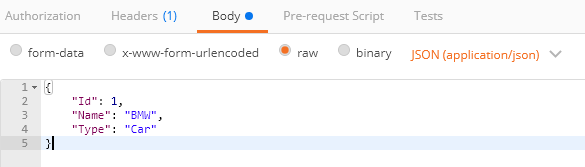 Authorization Headers (1) Body Pre-request Script Tests
form-data x-www-form-urlencoded raw binary JSON (application/json)
1 {
2 "Id": 1,
3 "Name": "BMW",
4 "Type": "Car"
5 }